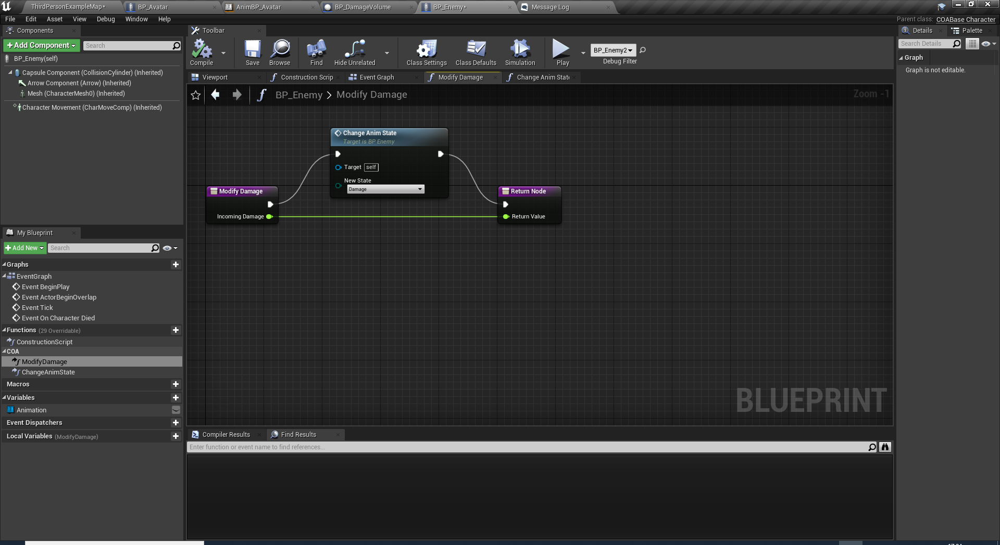 ThirdPersonExampleMap*
BP_Avatar
AnimBP_Avatar
BP_DamageVolume
BP_Enemy*
Message Log
File Edit Asset View Debug Window Help
Parent class: COABase Character
Components
Toolbar
Details
Palette
Add Component
Search
Compile
Save
Browse
Find
Hide Unrelated
Class Settings
Class Defaults
Simulation
Play
BP_Enemy2
Debug Filter
Search Details
BP_Enemy(self)
Graph
Graph is not editable.
Capsule Component (CollisionCylinder) (Inherited)
Arrow Component (Arrow) (Inherited)
Mesh (CharacterMesh0) (Inherited)
Character Movement (CharMoveComp) (Inherited)
Viewport
Construction Scrip
Event Graph
Modify Damage
Change Anim Stat
BP_Enemy > Modify Damage
Zoom -1
Change Anim State
Target is BP Enemy
Target self
New State
Damage
Modify Damage
Incoming Damage
Return Node
Return Value
BLUEPRINT
My Blueprint
Add New
Search
Graphs
EventGraph
Event BeginPlay
Event ActorBeginOverlap
Event Tick
Event On Character Died
Functions (29 Overridable)
ConstructionScript
COA
ModifyDamage
ChangeAnimState
Macros
Variables
Animation
Event Dispatchers
Local Variables (ModifyDamage)
Compiler Results
Find Results
Enter function or event name to find references...